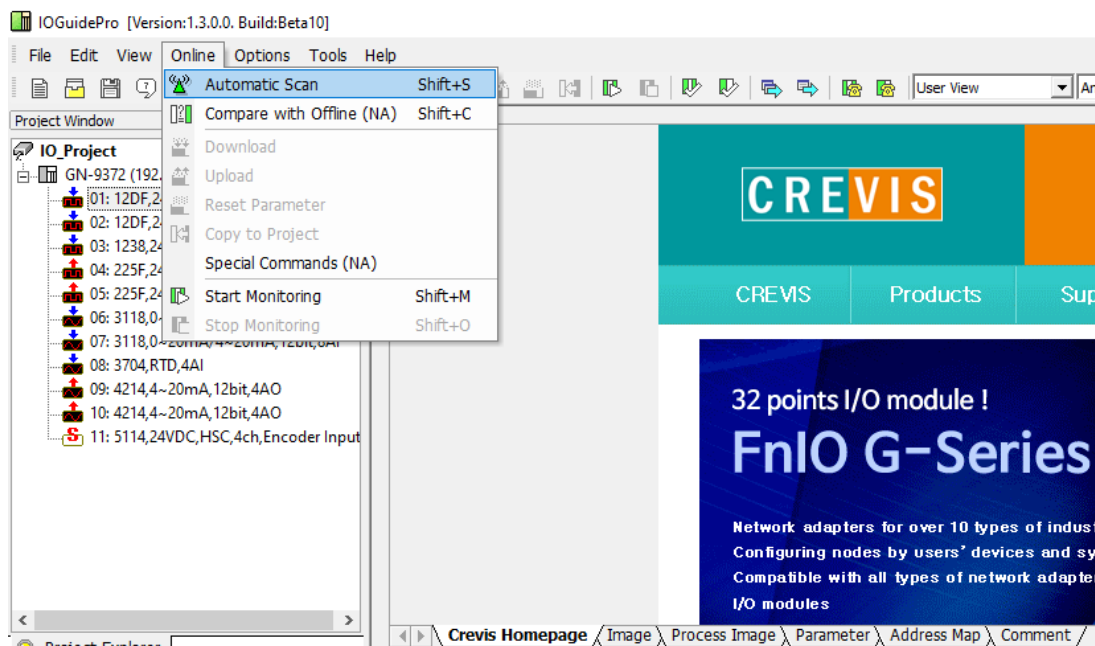 IOGuidePro [Version:1.3.0.0. Build:Beta10]
File Edit View Online Options Tools Help
User View
Project Window
IO_Project
GN-9372 (192.
01: 12DF,2
02: 12DF,2
03: 1238,24
04: 225F,24
05: 225F,24
06: 3118,0
07: 3118,0~20mA/4~20mA,12bit,8AI
08: 3704,RTD,4AI
09: 4214,4~20mA,12bit,4AO
10: 4214,4~20mA,12bit,4AO
11: 5114,24VDC,HSC,4ch,Encoder Input
Automatic Scan Shift+S
Compare with Offline (NA) Shift+C
Download
Upload
Reset Parameter
Copy to Project
Special Commands (NA)
Start Monitoring Shift+M
Stop Monitoring Shift+O
CREVIS
CREVIS Products Sup
32 points I/O module !
FnIO G-Series
Network adapters for over 10 types of indus
Configuring nodes by users' devices and sy
Compatible with all types of network adapte
I/O modules
Crevis Homepage Image Process Image Parameter Address Map Comment
Project Explorer